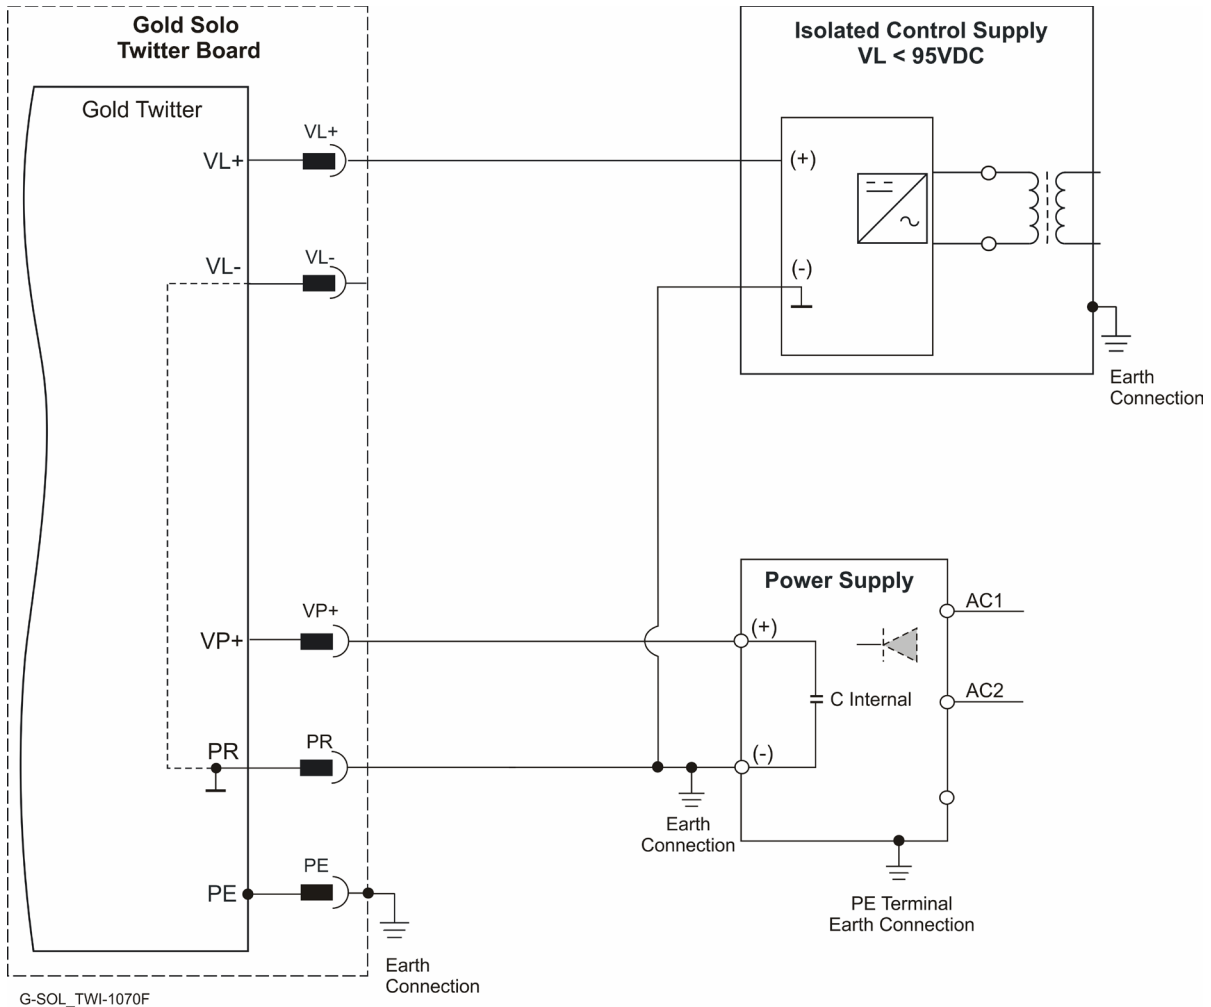 Gold Solo
Twitter Board
Isolated Control Supply
VL < 95VDC
Gold Twitter
VL+
VL+
(+)
VL-
VL-
(-)
Earth
Connection
Power Supply
AC1
VP+
VP+
(+)
C Internal
AC2
PR
PR
(-)
Earth
Connection
PE
PE
PE Terminal
Earth Connection
Earth
Connection
G-SOL_TWI-1070F